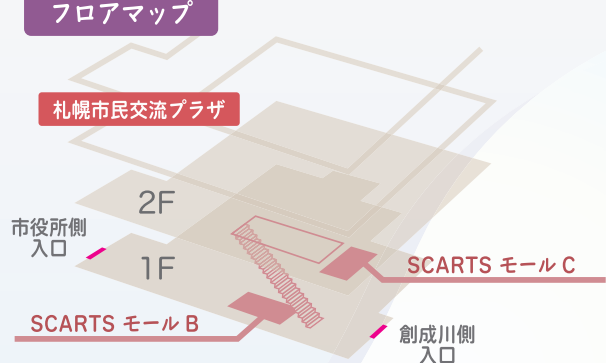 フロアマップ
札幌市民交流プラザ
2F
市役所側
入口
1F
SCARTS モール C
SCARTS モール B
創成川側
入口